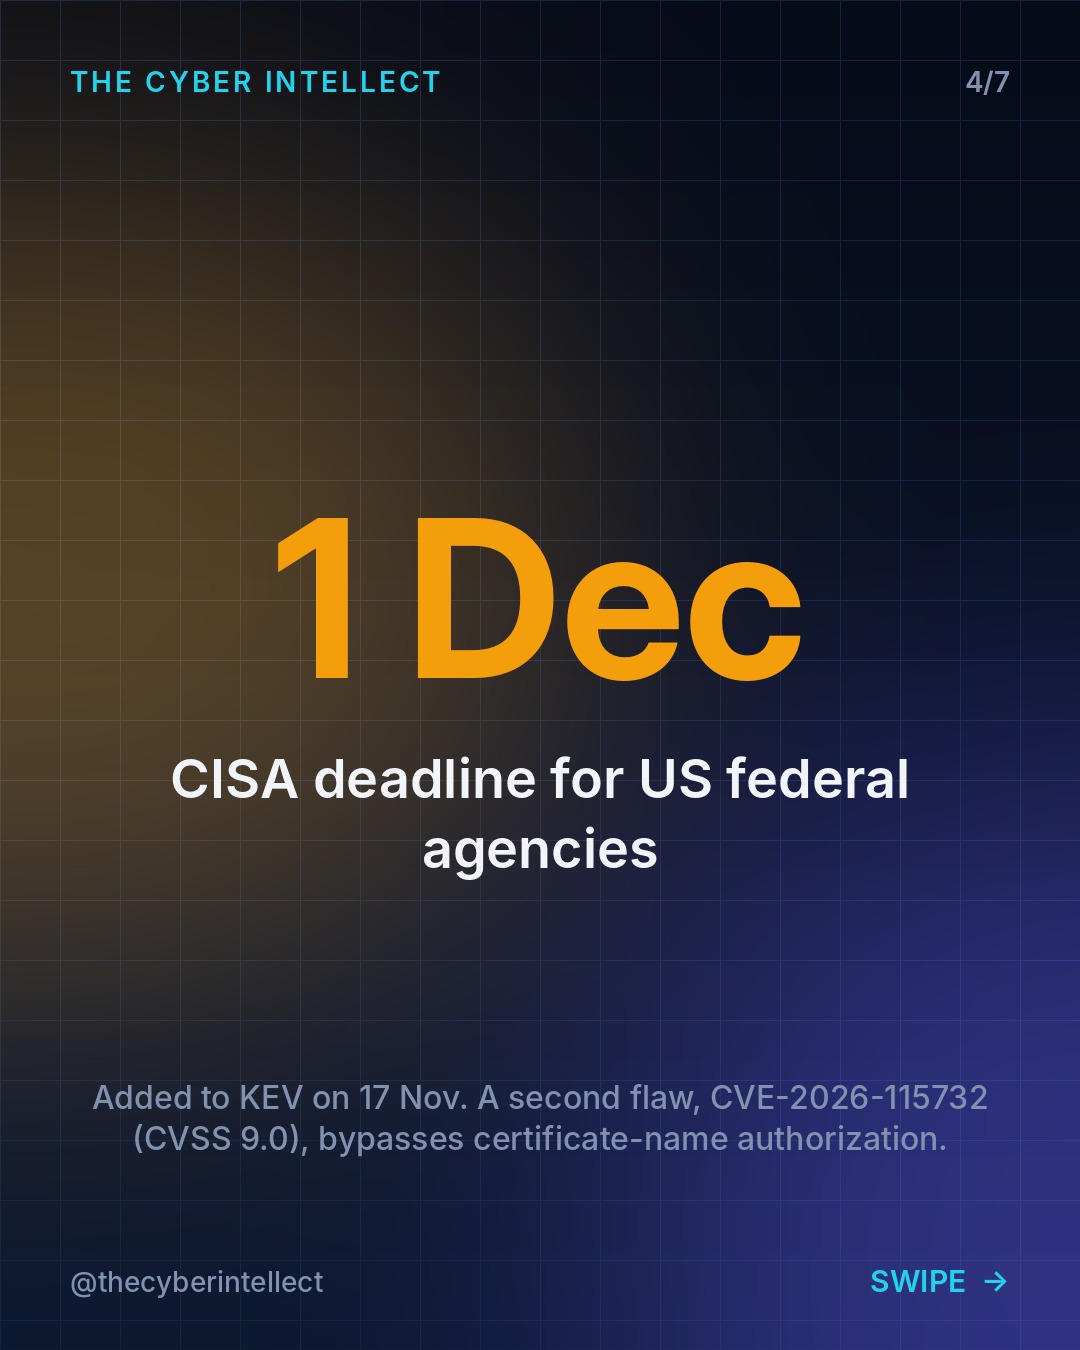 THE CYBER INTELLECT
4/7
1 Dec
CISA deadline for US federal
agencies
Added to KEV on 17 Nov. A second flaw, CVE-2026-115732
(CVSS 9.0), bypasses certificate-name authorization.
@thecyberintellect
SWIPE →